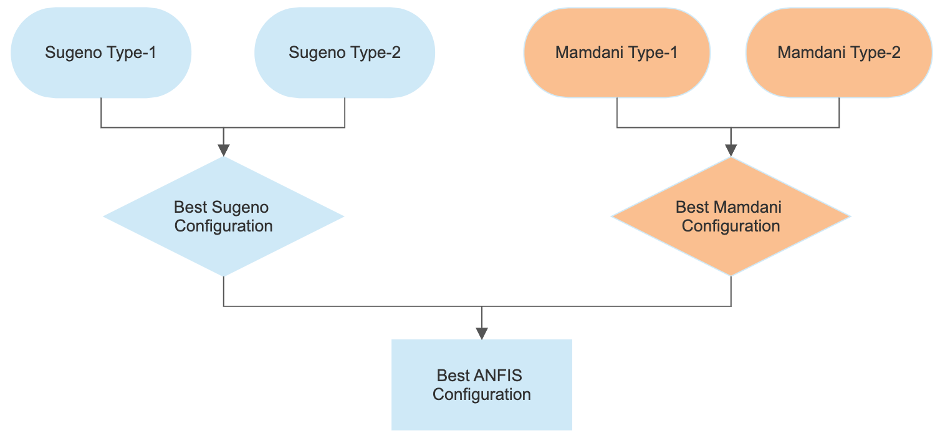 Sugeno Type-1
Sugeno Type-2
Mamdani Type-1
Mamdani Type-2
Best Sugeno
Configuration
Best Mamdani
Configuration
Best ANFIS
Configuration